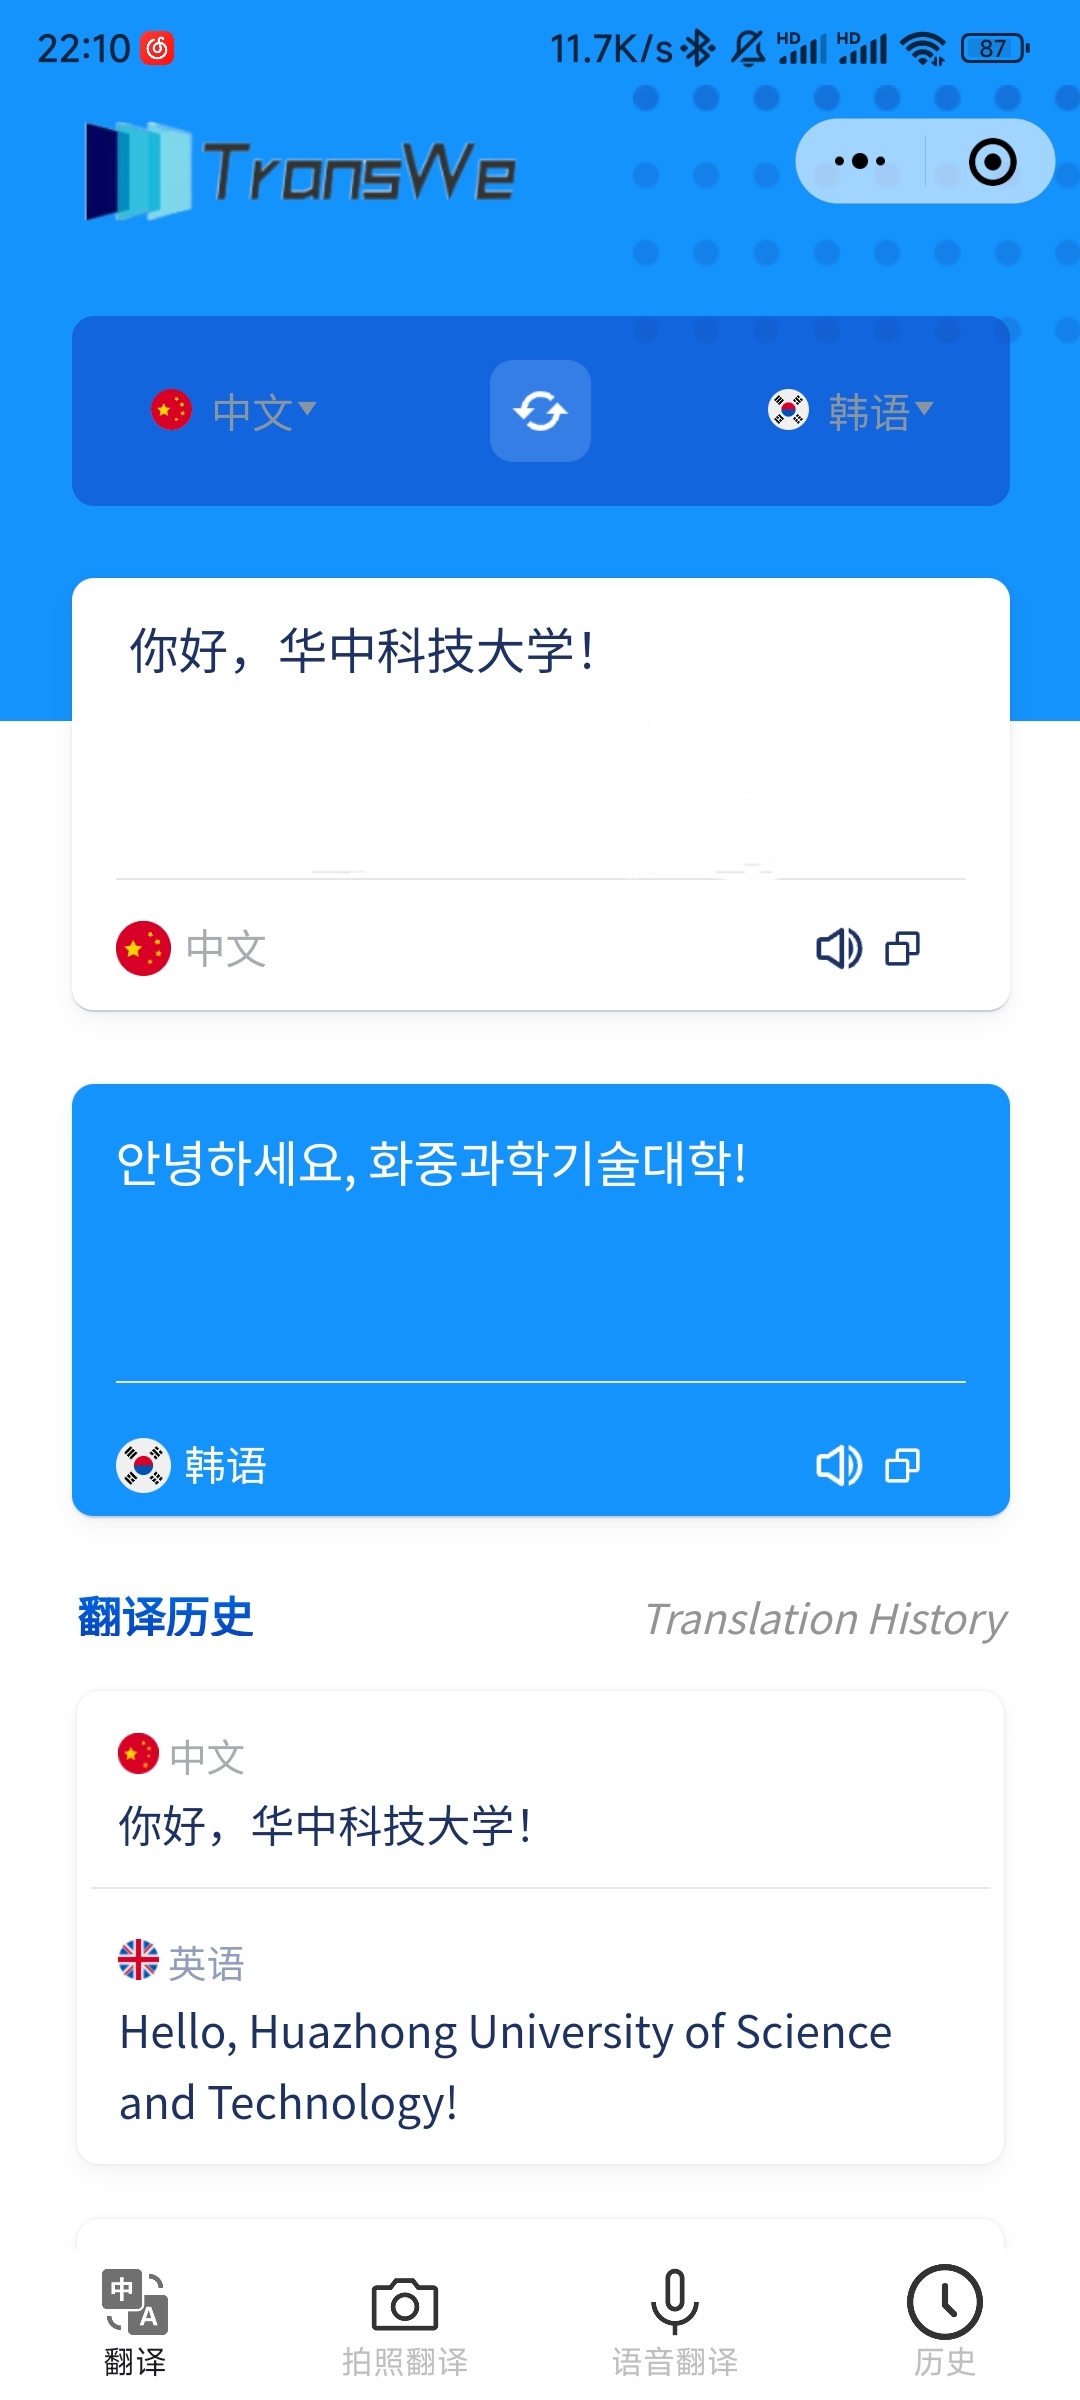 22:10 11.7K/s HD HD 87
TransWe
中文 韩语
你好，华中科技大学！
中文
안녕하세요, 화중과학기술대학!
韩语
翻译历史 Translation History
中文
你好，华中科技大学！
英语
Hello, Huazhong University of Science
and Technology!
中 A
翻译 拍照翻译 语音翻译 历史